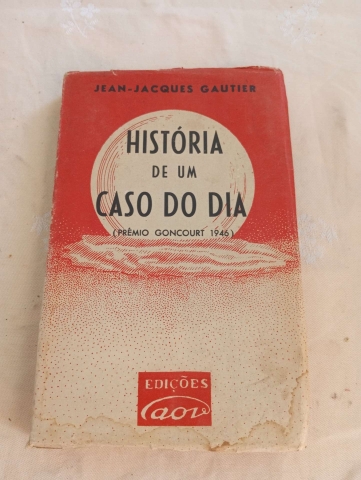 JEAN-JACQUES GAUTIER
HISTÓRIA
DE UM
CASO DO DIA
(PRÊMIO GONCOURT 1946)
EDIÇÕES